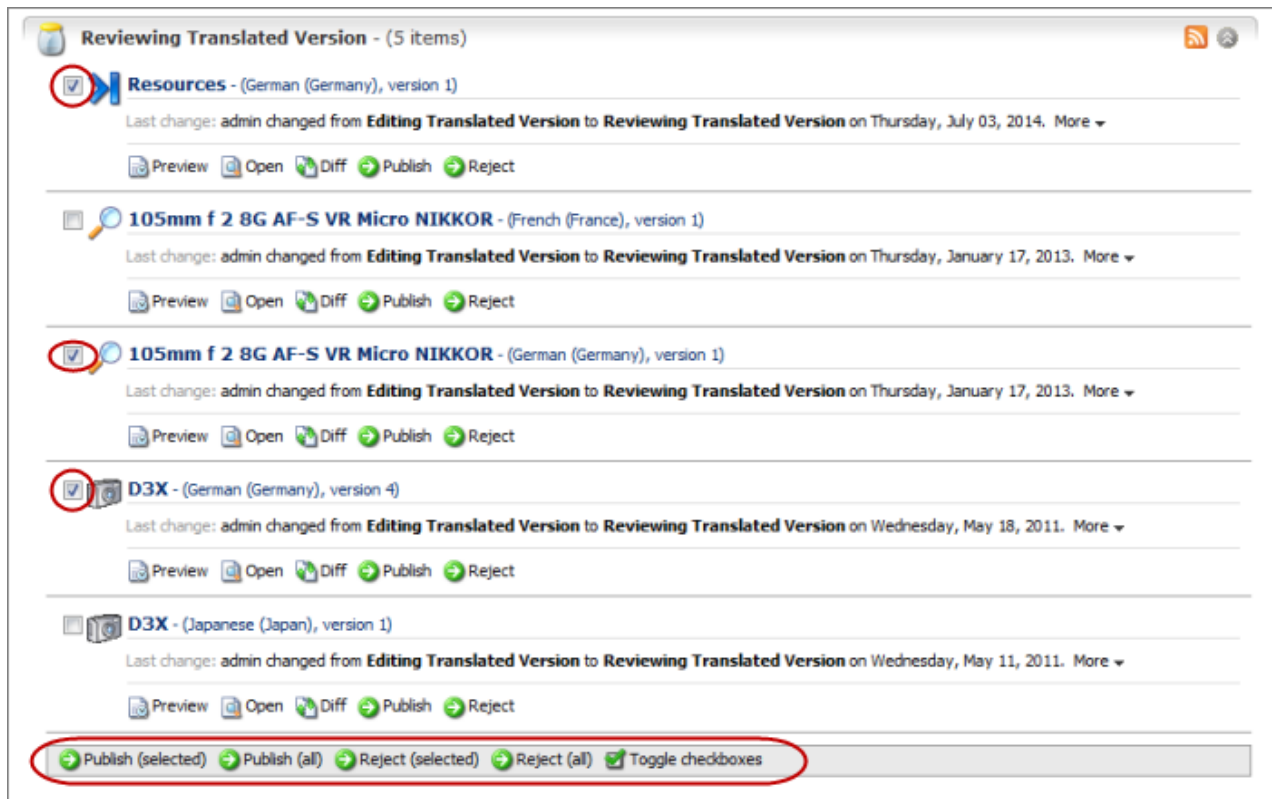 Reviewing Translated Version - (5 items)
Resources - (German (Germany), version 1)
Last change: admin changed from Editing Translated Version to Reviewing Translated Version on Thursday, July 03, 2014. More
Preview Open Diff Publish Reject
105mm f 2 8G AF-S VR Micro NIKKOR - (French (France), version 1)
Last change: admin changed from Editing Translated Version to Reviewing Translated Version on Thursday, January 17, 2013. More
Preview Open Diff Publish Reject
105mm f 2 8G AF-S VR Micro NIKKOR - (German (Germany), version 1)
Last change: admin changed from Editing Translated Version to Reviewing Translated Version on Thursday, January 17, 2013. More
Preview Open Diff Publish Reject
D3X - (German (Germany), version 4)
Last change: admin changed from Editing Translated Version to Reviewing Translated Version on Wednesday, May 18, 2011. More
Preview Open Diff Publish Reject
D3X - (Japanese (Japan), version 1)
Last change: admin changed from Editing Translated Version to Reviewing Translated Version on Wednesday, May 11, 2011. More
Preview Open Diff Publish Reject
Publish (selected) Publish (all) Reject (selected) Reject (all) Toggle checkboxes